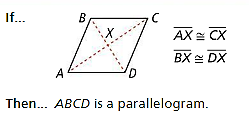 If...
B
C
X
A
D
AX ≅ CX
BX ≅ DX
Then... ABCD is a parallelogram.